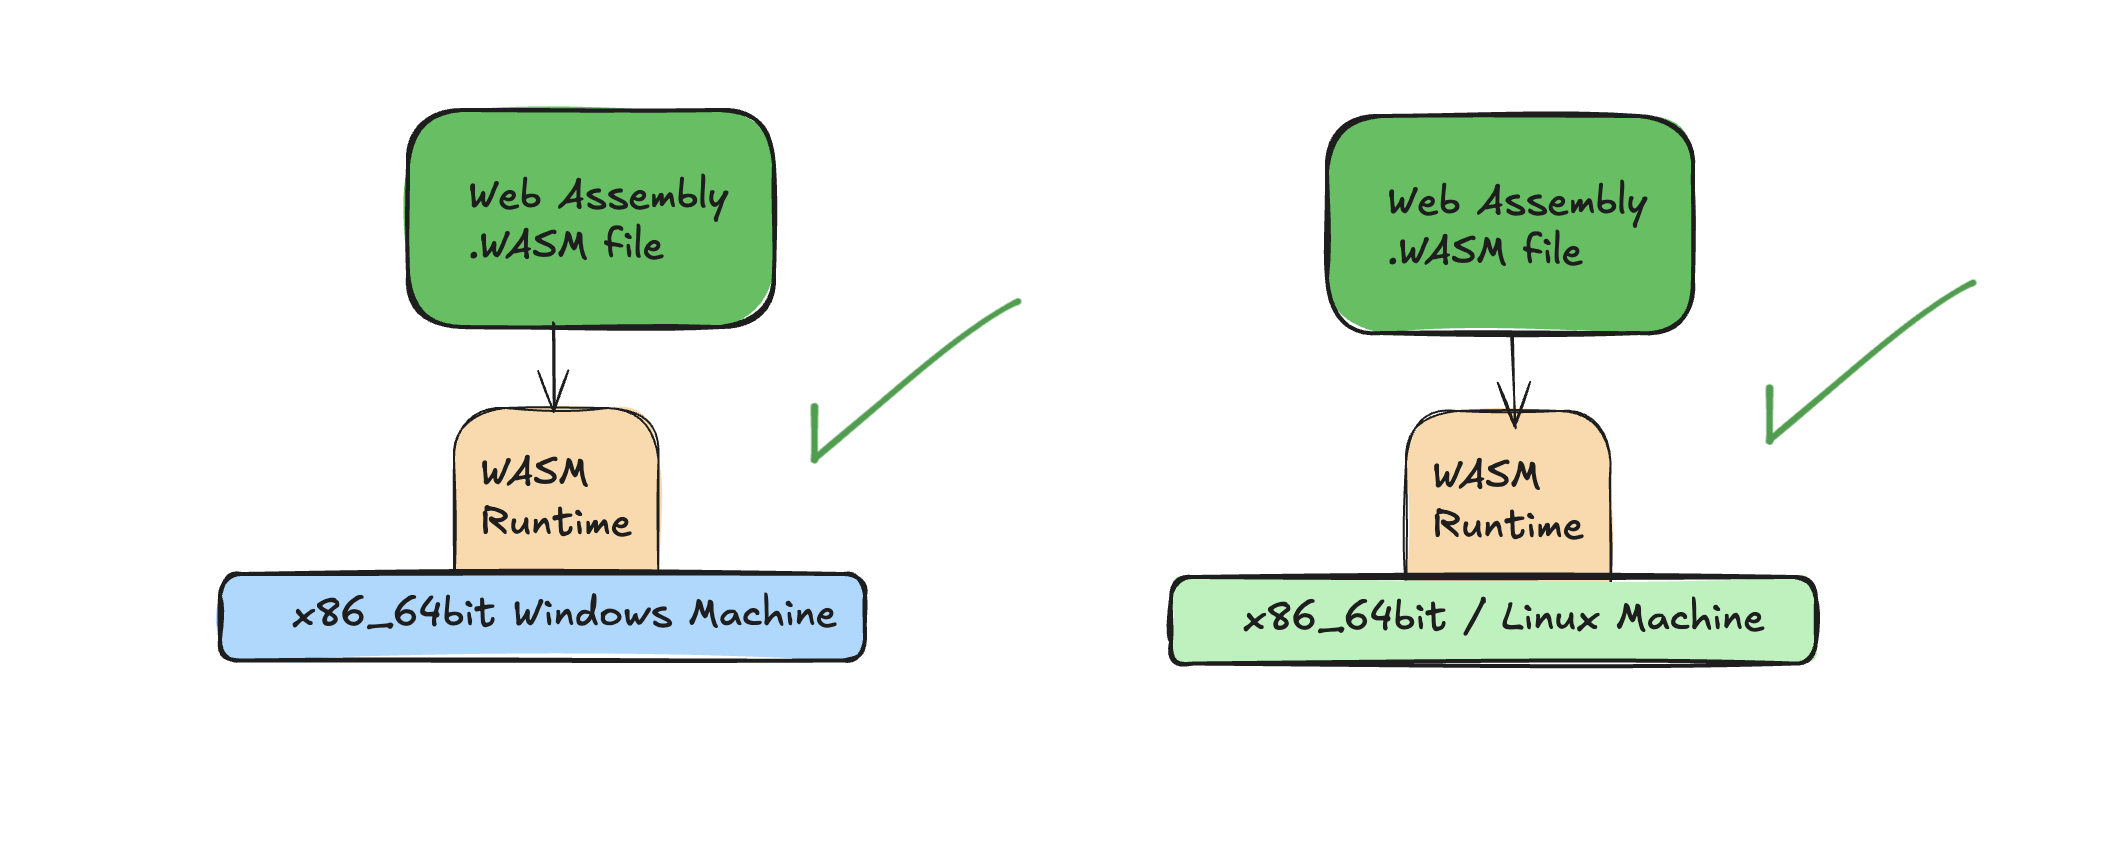 Web Assembly
.WASM file
WASM
Runtime
x86_64bit Windows Machine
Web Assembly
.WASM file
WASM
Runtime
x86_64bit / Linux Machine